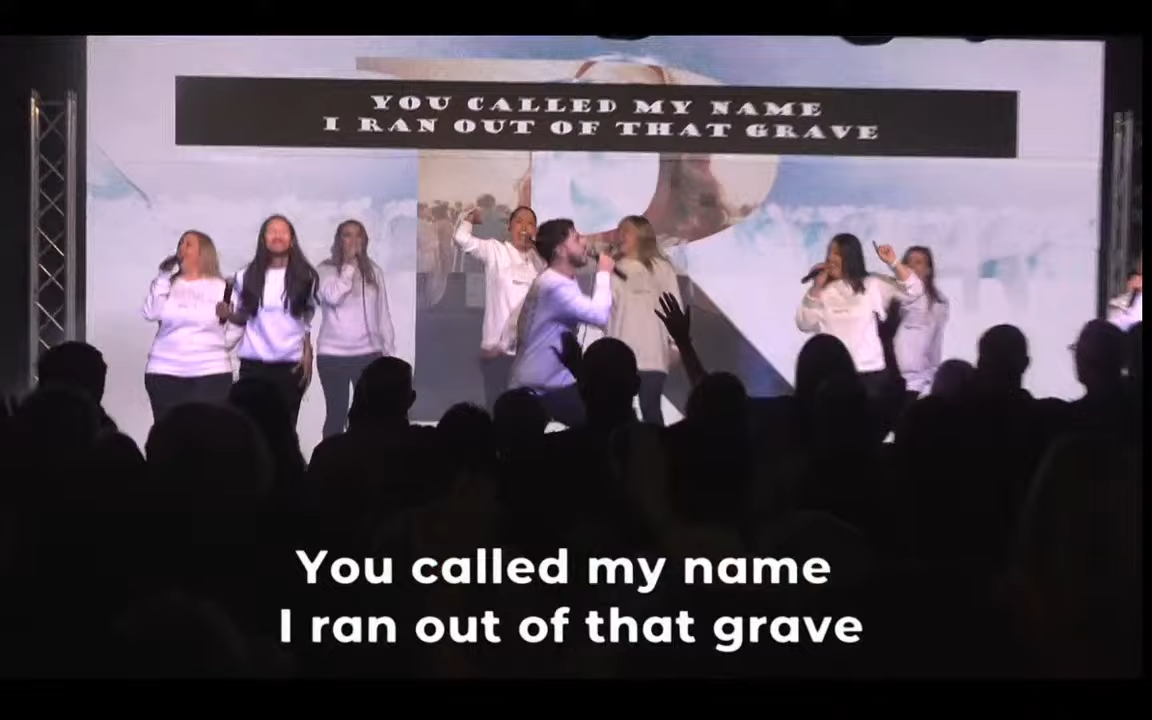 YOU CALLED MY NAME
I RAN OUT OF THAT GRAVE
You called my name
I ran out of that grave